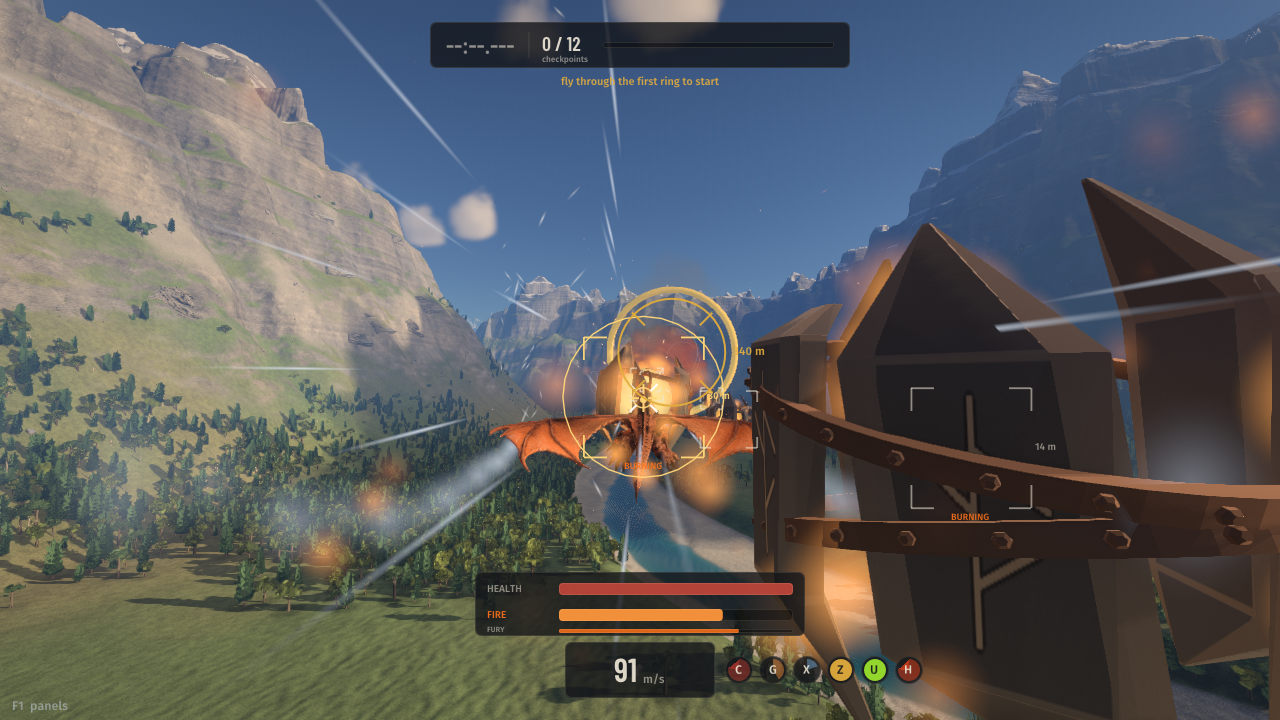 --:--.---
0 / 12
checkpoints
fly through the first ring to start
40 m
80 m
14 m
BURNING
BURNING
HEALTH
FIRE
FURY
91 m/s
C G X Z U H
F1 panels